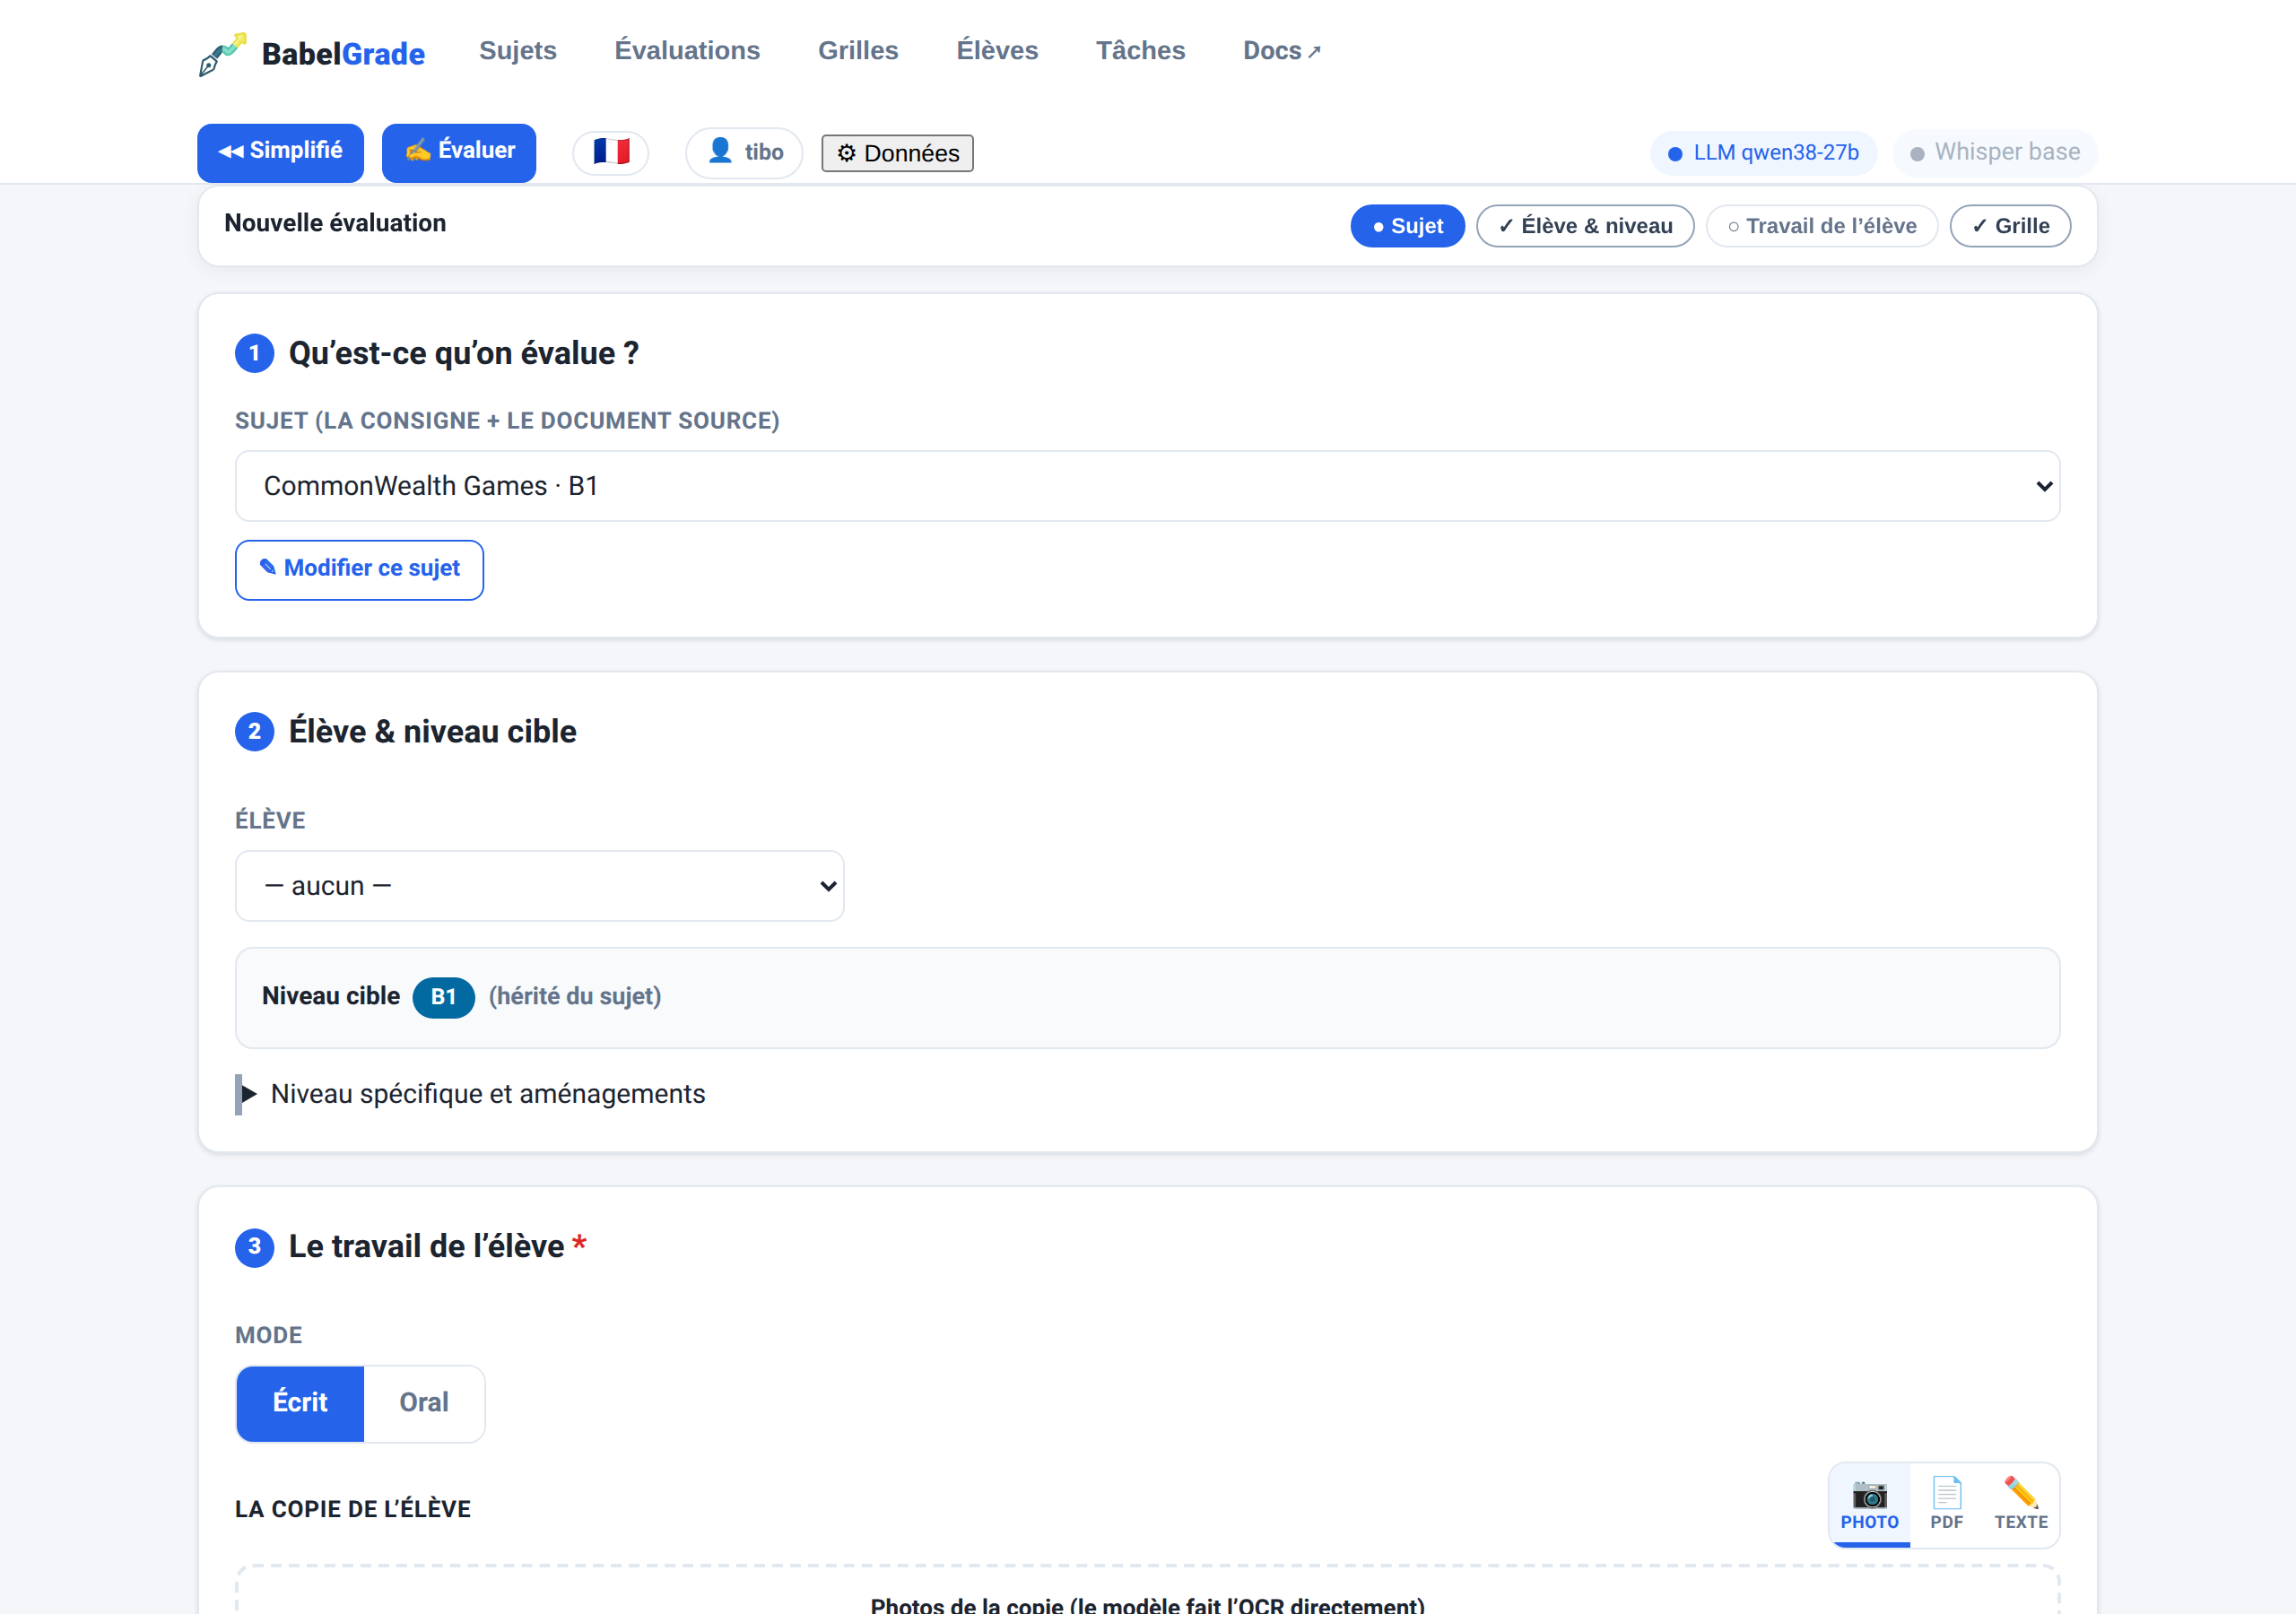 BabelGrade Sujets Évaluations Grilles Élèves Tâches Docs ↗
◀◀ Simplifié ✍️ Évaluer 🇫🇷 👤 tibo ⚙ Données ● LLM qwen38-27b ● Whisper base
Nouvelle évaluation ● Sujet ✓ Élève & niveau ○ Travail de l’élève ✓ Grille
1 Qu’est-ce qu’on évalue ?
SUJET (LA CONSIGNE + LE DOCUMENT SOURCE)
CommonWealth Games · B1
✎ Modifier ce sujet
2 Élève & niveau cible
ÉLÈVE
— aucun —
Niveau cible B1 (hérité du sujet)
▶ Niveau spécifique et aménagements
3 Le travail de l’élève *
MODE
Écrit Oral
LA COPIE DE L’ÉLÈVE PHOTO PDF TEXTE
Photos de la copie (le modèle fait l’OCR directement)